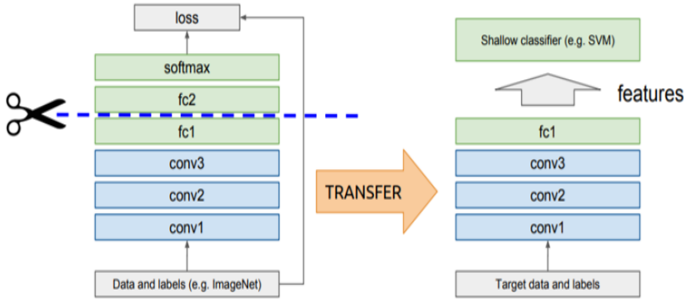 loss
softmax
fc2
fc1
conv3
conv2
conv1
Data and labels (e.g. ImageNet)
TRANSFER
Shallow classifier (e.g. SVM)
features
fc1
conv3
conv2
conv1
Target data and labels